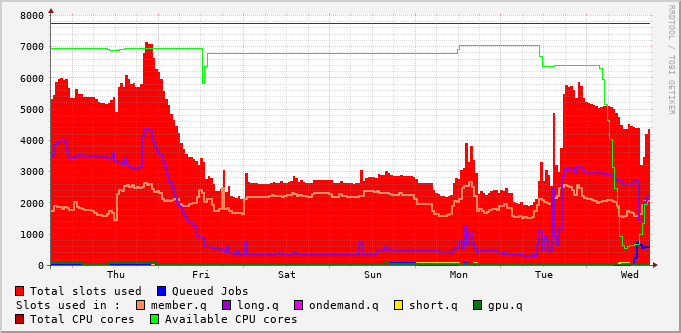 8000
7000
6000
5000
4000
3000
2000
1000
0
Thu Fri Sat Sun Mon Tue Wed
RRDTOOL / TOBI OETIKER
Total slots used Queued Jobs
Slots used in : member.q long.q ondemand.q short.q gpu.q
Total CPU cores Available CPU cores